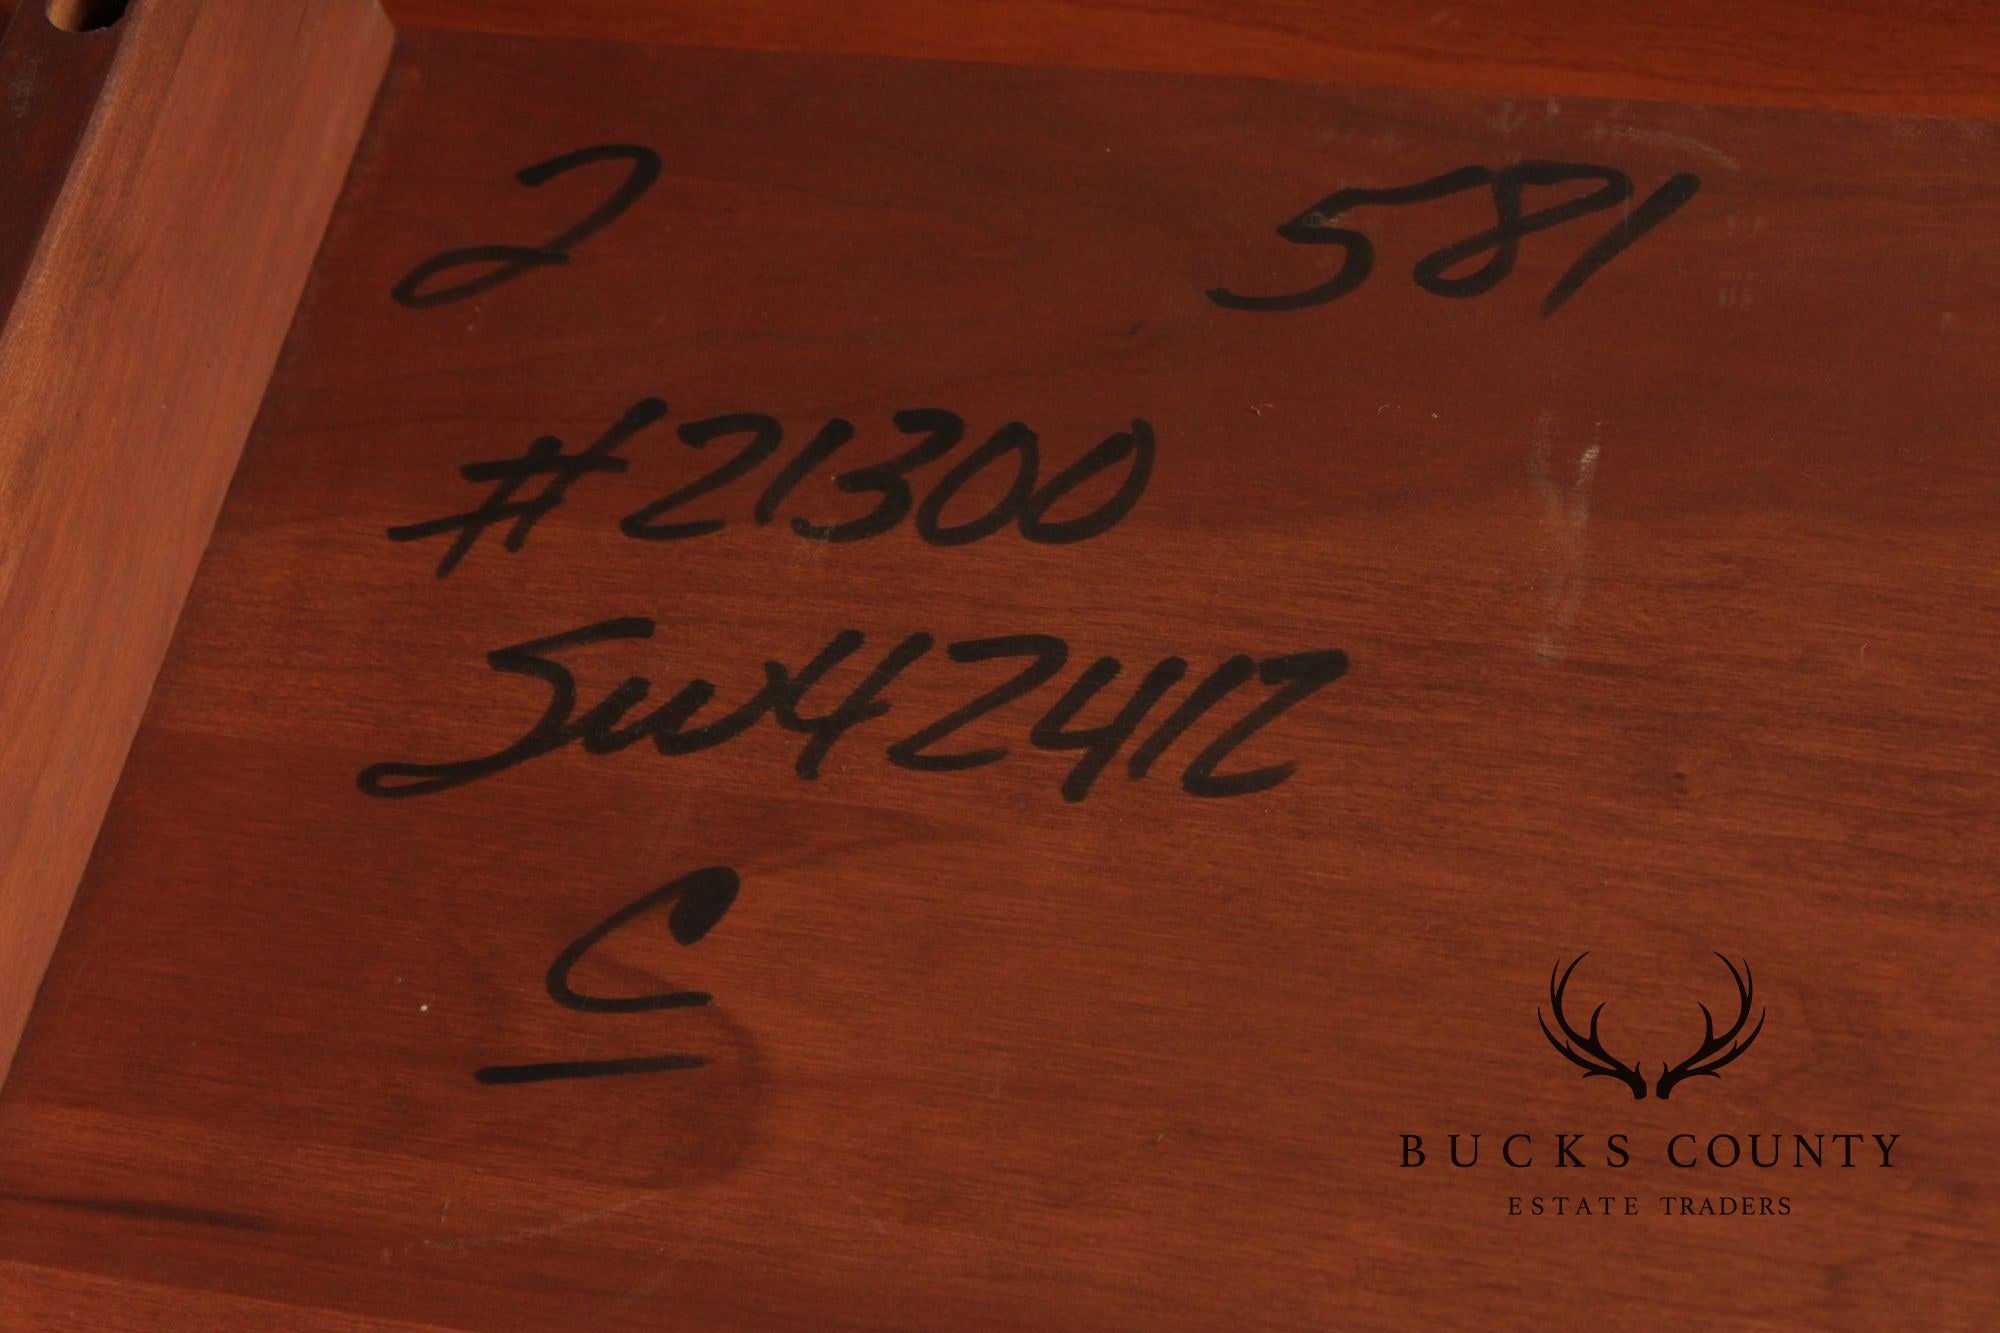 2 581
#21300
Sw42412
C
BUCKS COUNTY
ESTATE TRADERS